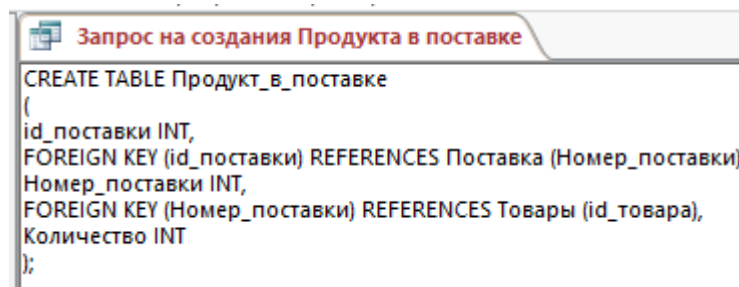 Запрос на создания Продукта в поставке
CREATE TABLE Продукт_в_поставке
(
id_поставки INT,
FOREIGN KEY (id_поставки) REFERENCES Поставка (Номер_поставки)
Номер_поставки INT,
FOREIGN KEY (Номер_поставки) REFERENCES Товары (id_товара),
Количество INT
);